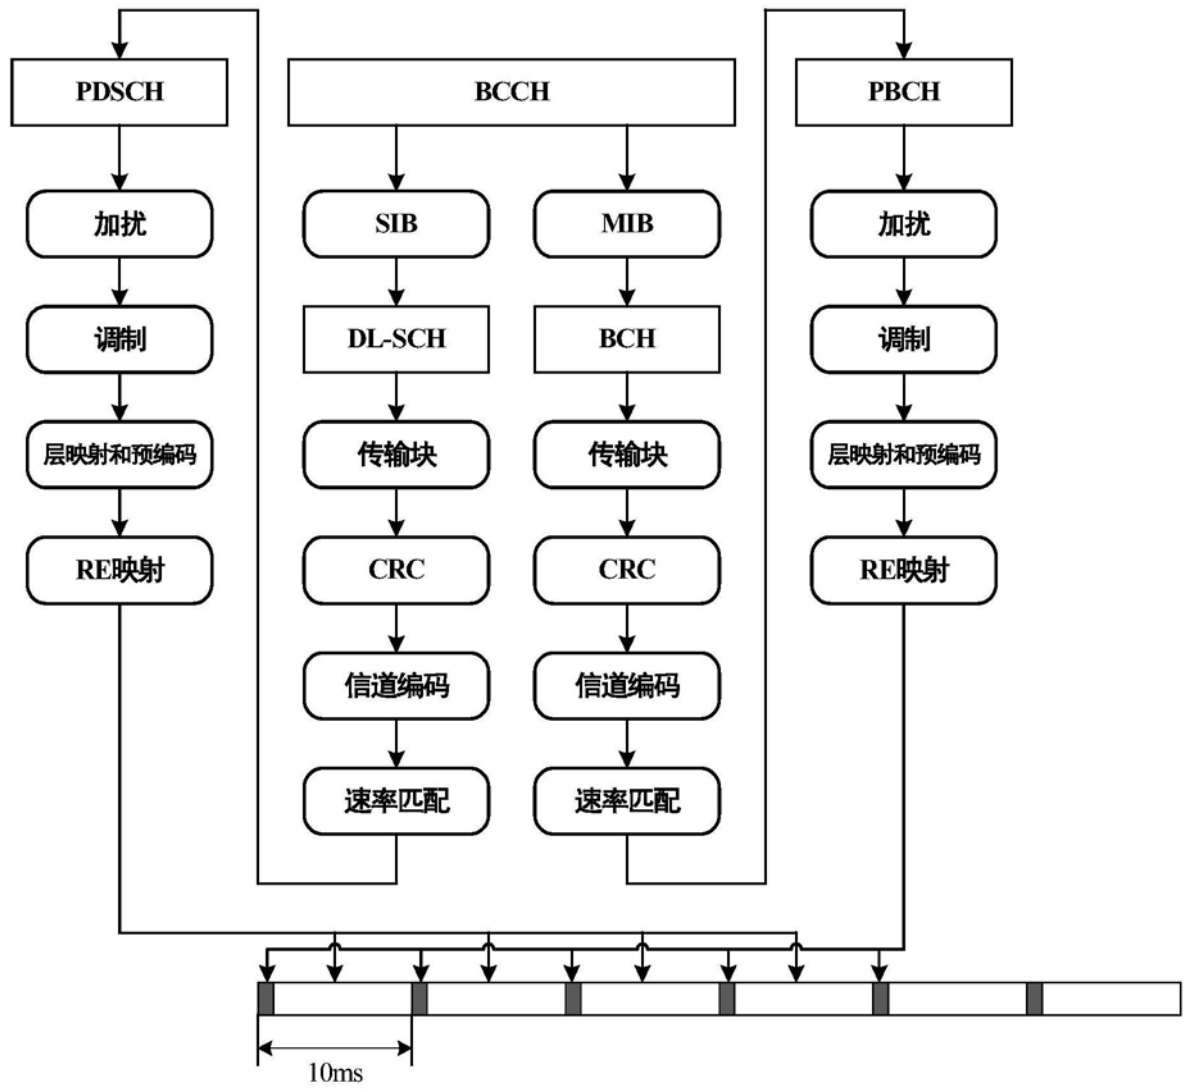 PDSCH
BCCH
PBCH
加扰
SIB
MIB
加扰
调制
DL-SCH
BCH
调制
层映射和预编码
传输块
传输块
层映射和预编码
RE映射
CRC
CRC
RE映射
信道编码
信道编码
速率匹配
速率匹配
10ms